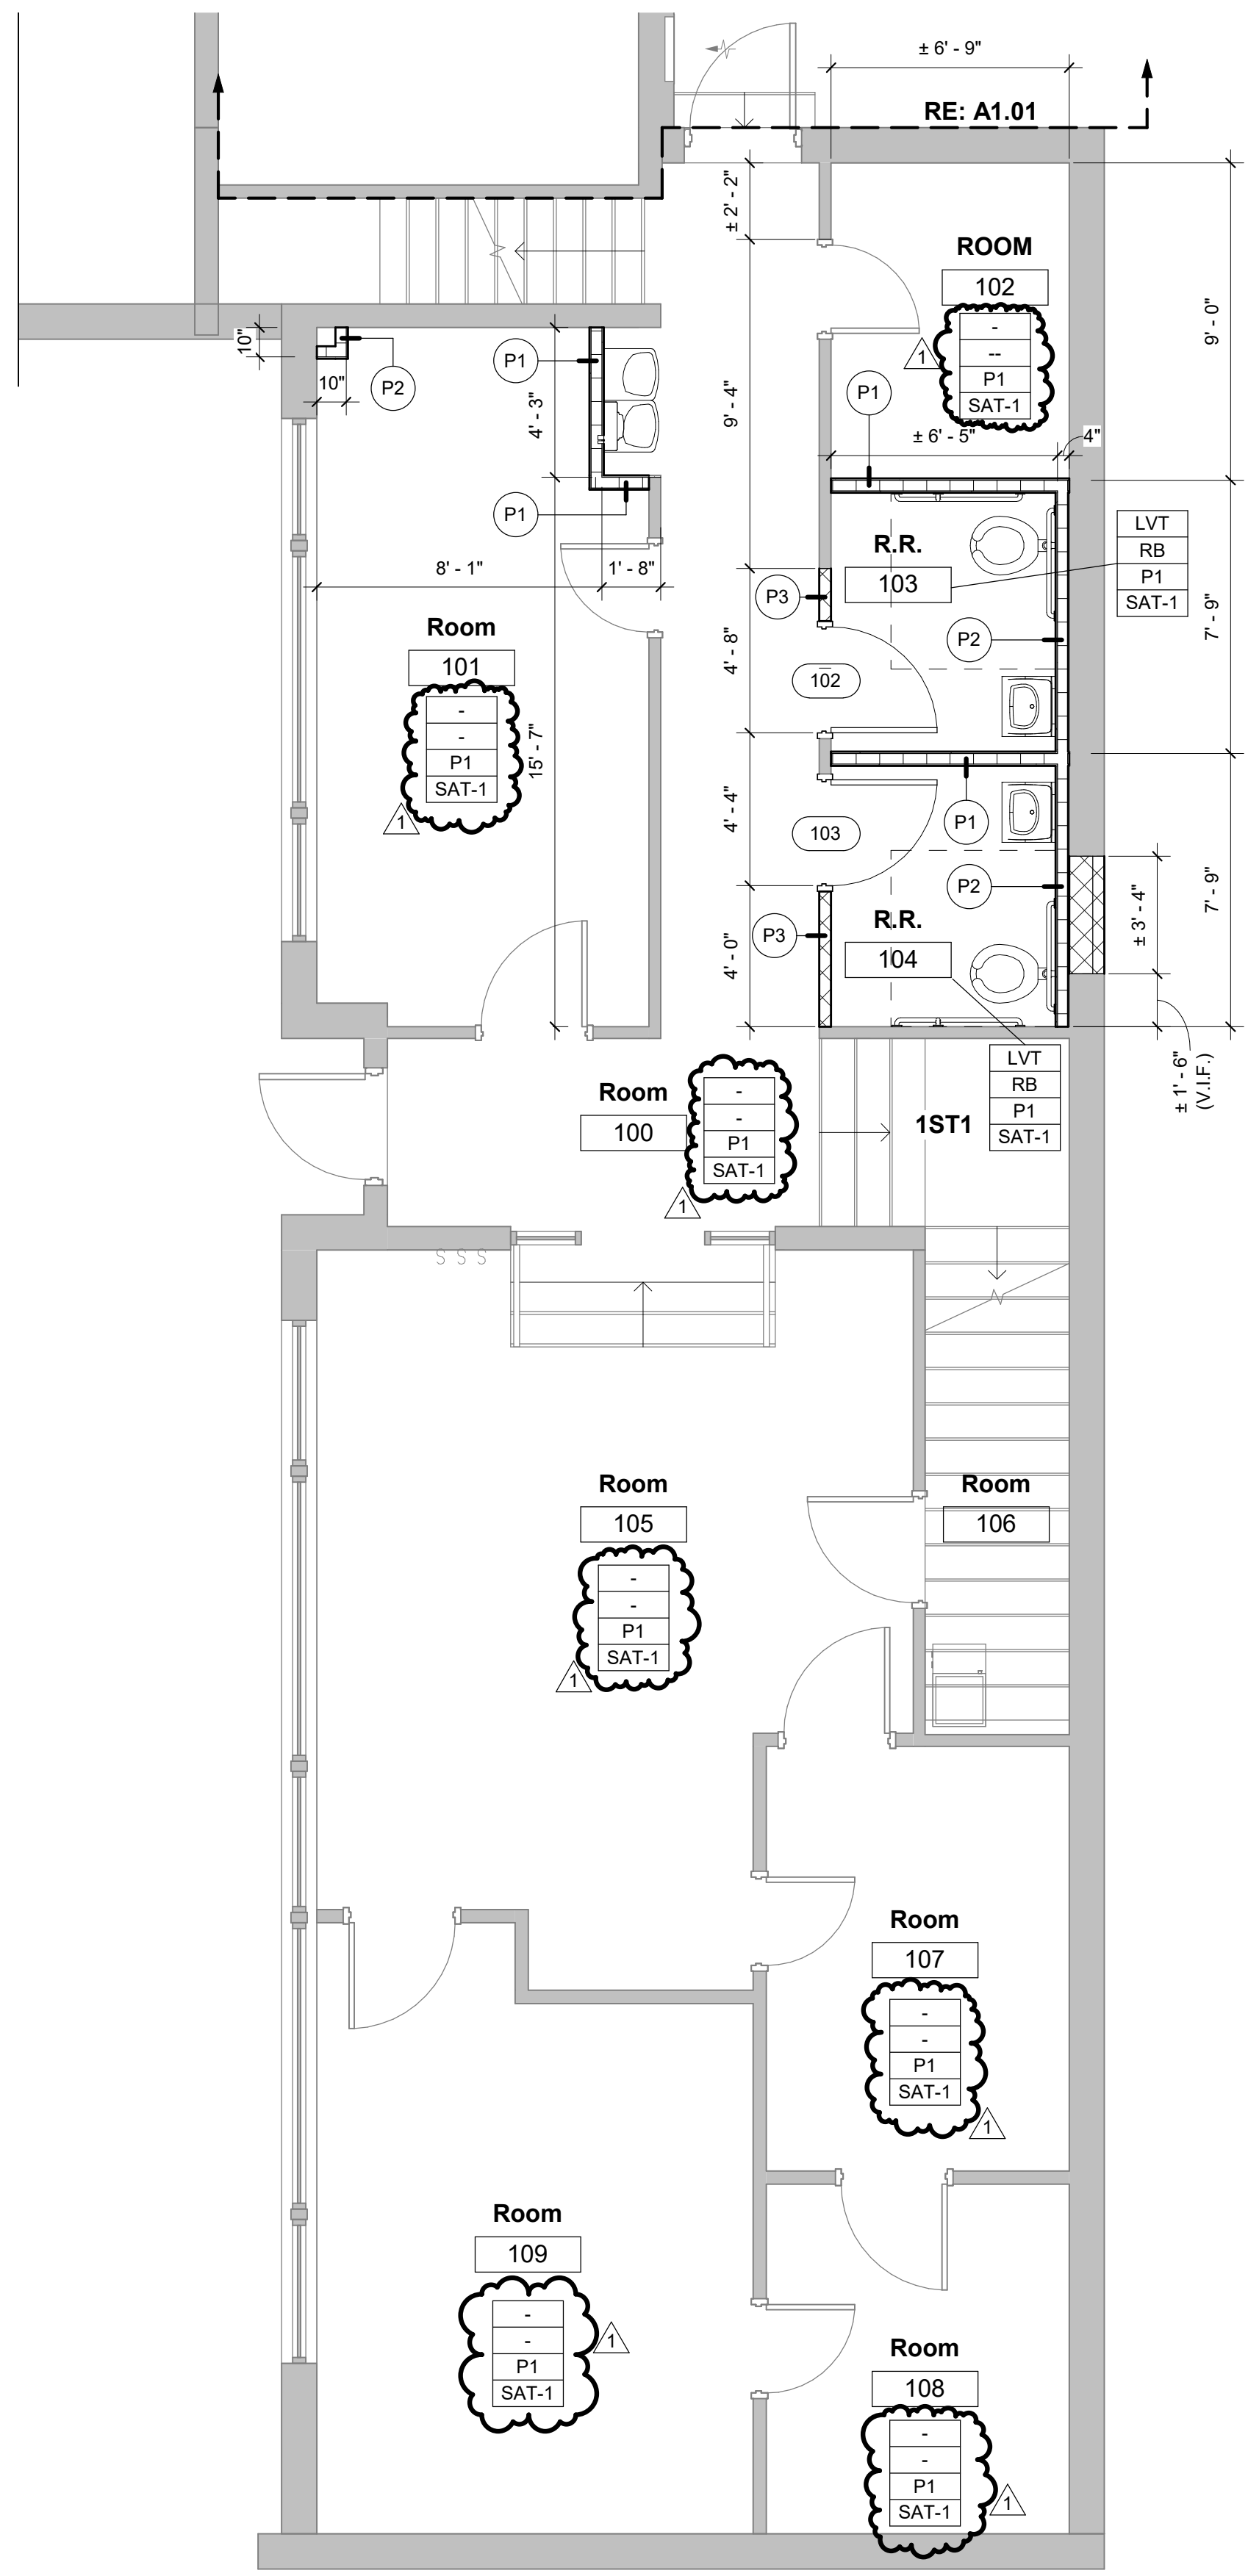 ± 6' - 9"
RE: A1.01
± 2' - 2"
ROOM
102
-
--
P1
SAT-1
1
9' - 0"
10"
10"
P2
P1
4' - 3"
9' - 4"
P1
± 6' - 5"
4"
P1
8' - 1"
1' - 8"
R.R.
103
LVT
RB
P1
SAT-1
P3
P2
7' - 9"
4' - 8"
Room
101
-
-
P1
SAT-1
1
15' - 7"
102
4' - 4"
103
P1
P2
± 3' - 4"
7' - 9"
P3
R.R.
104
4' - 0"
± 1' - 6"
(V.I.F.)
LVT
RB
P1
SAT-1
Room
100
-
-
P1
SAT-1
1
1ST1
S S S
Room
105
-
-
P1
SAT-1
1
Room
106
Room
107
-
-
P1
SAT-1
1
Room
109
-
-
P1
SAT-1
1
Room
108
-
-
P1
SAT-1
1